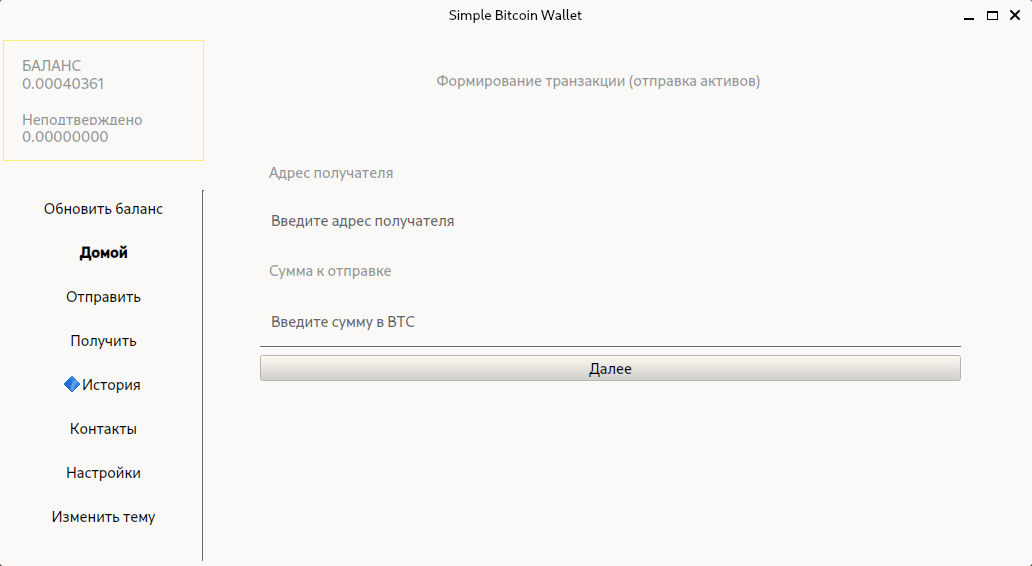 Simple Bitcoin Wallet
БАЛАНС
0.00040361
Неподтверждено
0.00000000
Обновить баланс
Домой
Отправить
Получить
История
Контакты
Настройки
Изменить тему
Формирование транзакции (отправка активов)
Адрес получателя
Введите адрес получателя
Сумма к отправке
Введите сумму в BTC
Далее